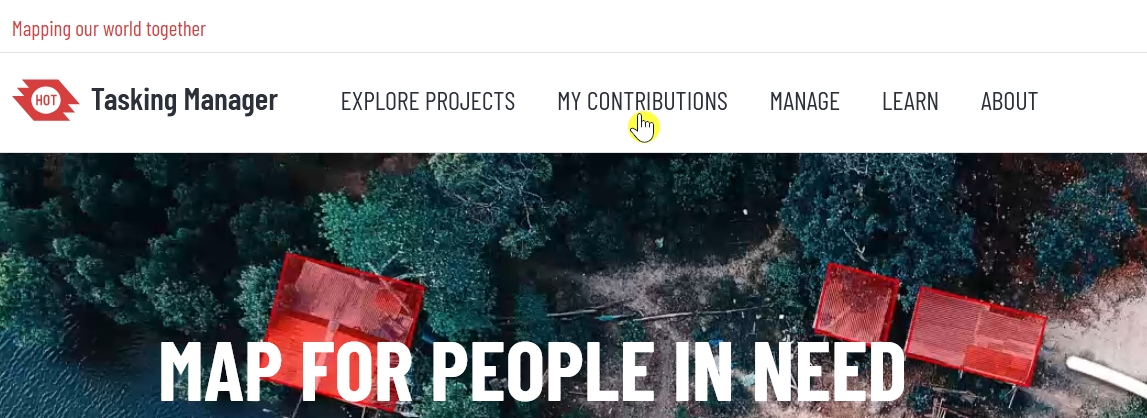 Mapping our world together
HOT Tasking Manager EXPLORE PROJECTS MY CONTRIBUTIONS MANAGE LEARN ABOUT
MAP FOR PEOPLE IN NEED